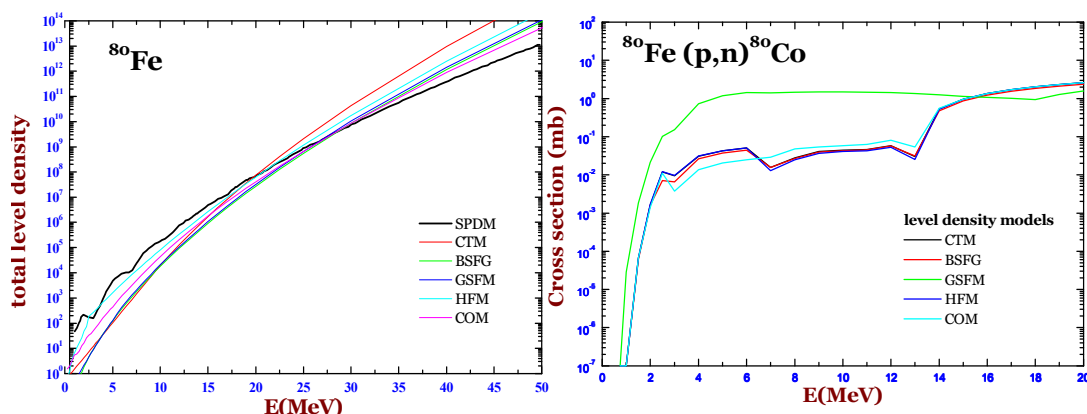 ⁸⁰Fe
total level density
10¹⁴
10¹³
10¹²
10¹¹
10¹⁰
10⁹
10⁸
10⁷
10⁶
10⁵
10⁴
10³
10²
10¹
10⁰
SPDM
CTM
BSFG
GSFM
HFM
COM
0 5 10 15 20 25 30 35 40 45 50
E(MeV)
⁸⁰Fe (p,n)⁸⁰Co
Cross section (mb)
10²
10¹
10⁰
10⁻¹
10⁻²
10⁻³
10⁻⁴
10⁻⁵
10⁻⁶
10⁻⁷
level density models
CTM
BSFG
GSFM
HFM
COM
0 2 4 6 8 10 12 14 16 18 20
E(MeV)